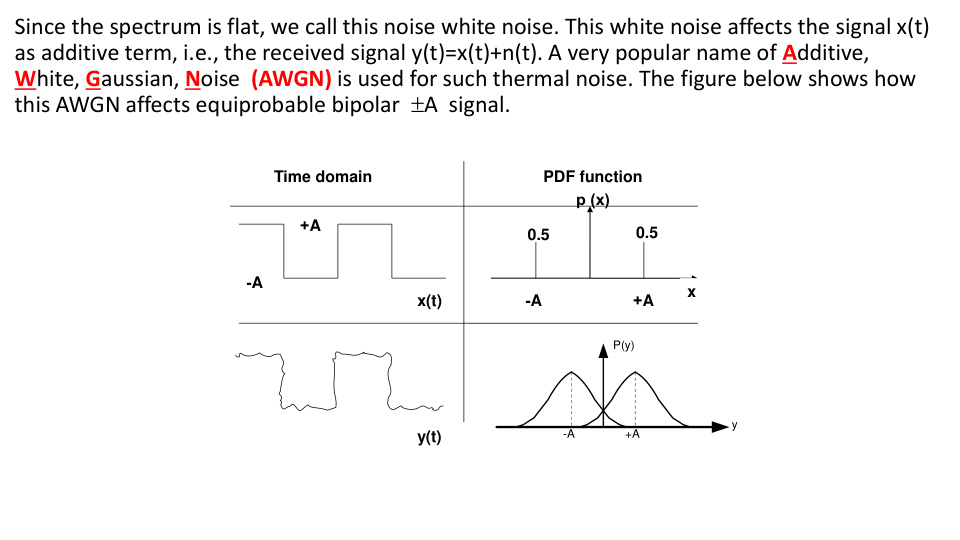 Since the spectrum is flat, we call this noise white noise. This white noise affects the signal x(t)
as additive term, i.e., the received signal y(t)=x(t)+n(t). A very popular name of Additive,
White, Gaussian, Noise (AWGN) is used for such thermal noise. The figure below shows how
this AWGN affects equiprobable bipolar ±A signal.
Time domain
PDF function
p (x)
+A
0.5
0.5
-A
x(t)
-A
+A
x
P(y)
y(t)
-A
+A
y